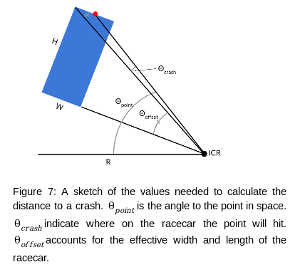 H
θcrash
W
θpoint
θoffset
ICR
R
Figure 7: A sketch of the values needed to calculate the
distance to a crash. θpoint is the angle to the point in space.
θcrash indicate where on the racecar the point will hit.
θoffset accounts for the effective width and length of the
racecar.